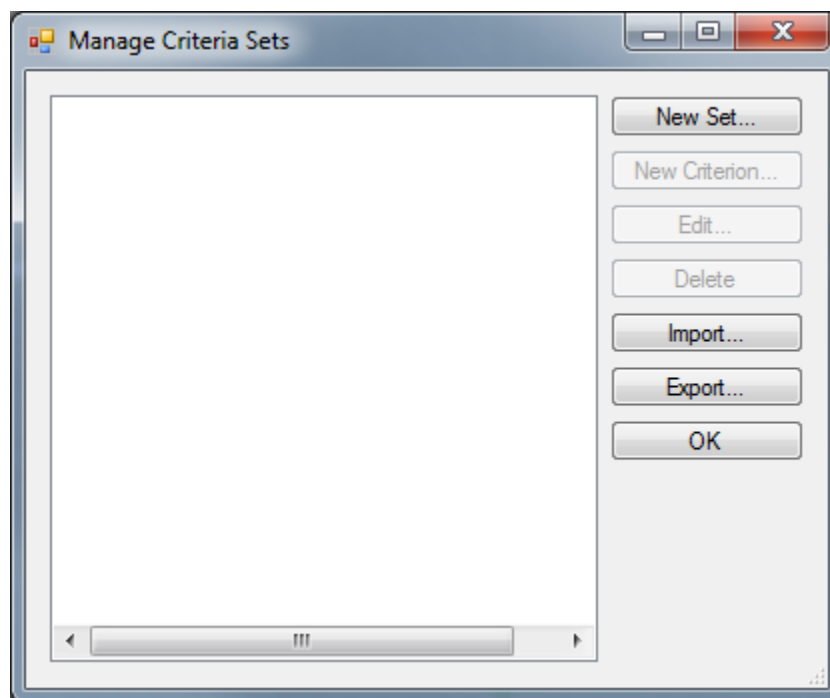 Manage Criteria Sets
New Set...
New Criterion...
Edit...
Delete
Import...
Export...
OK